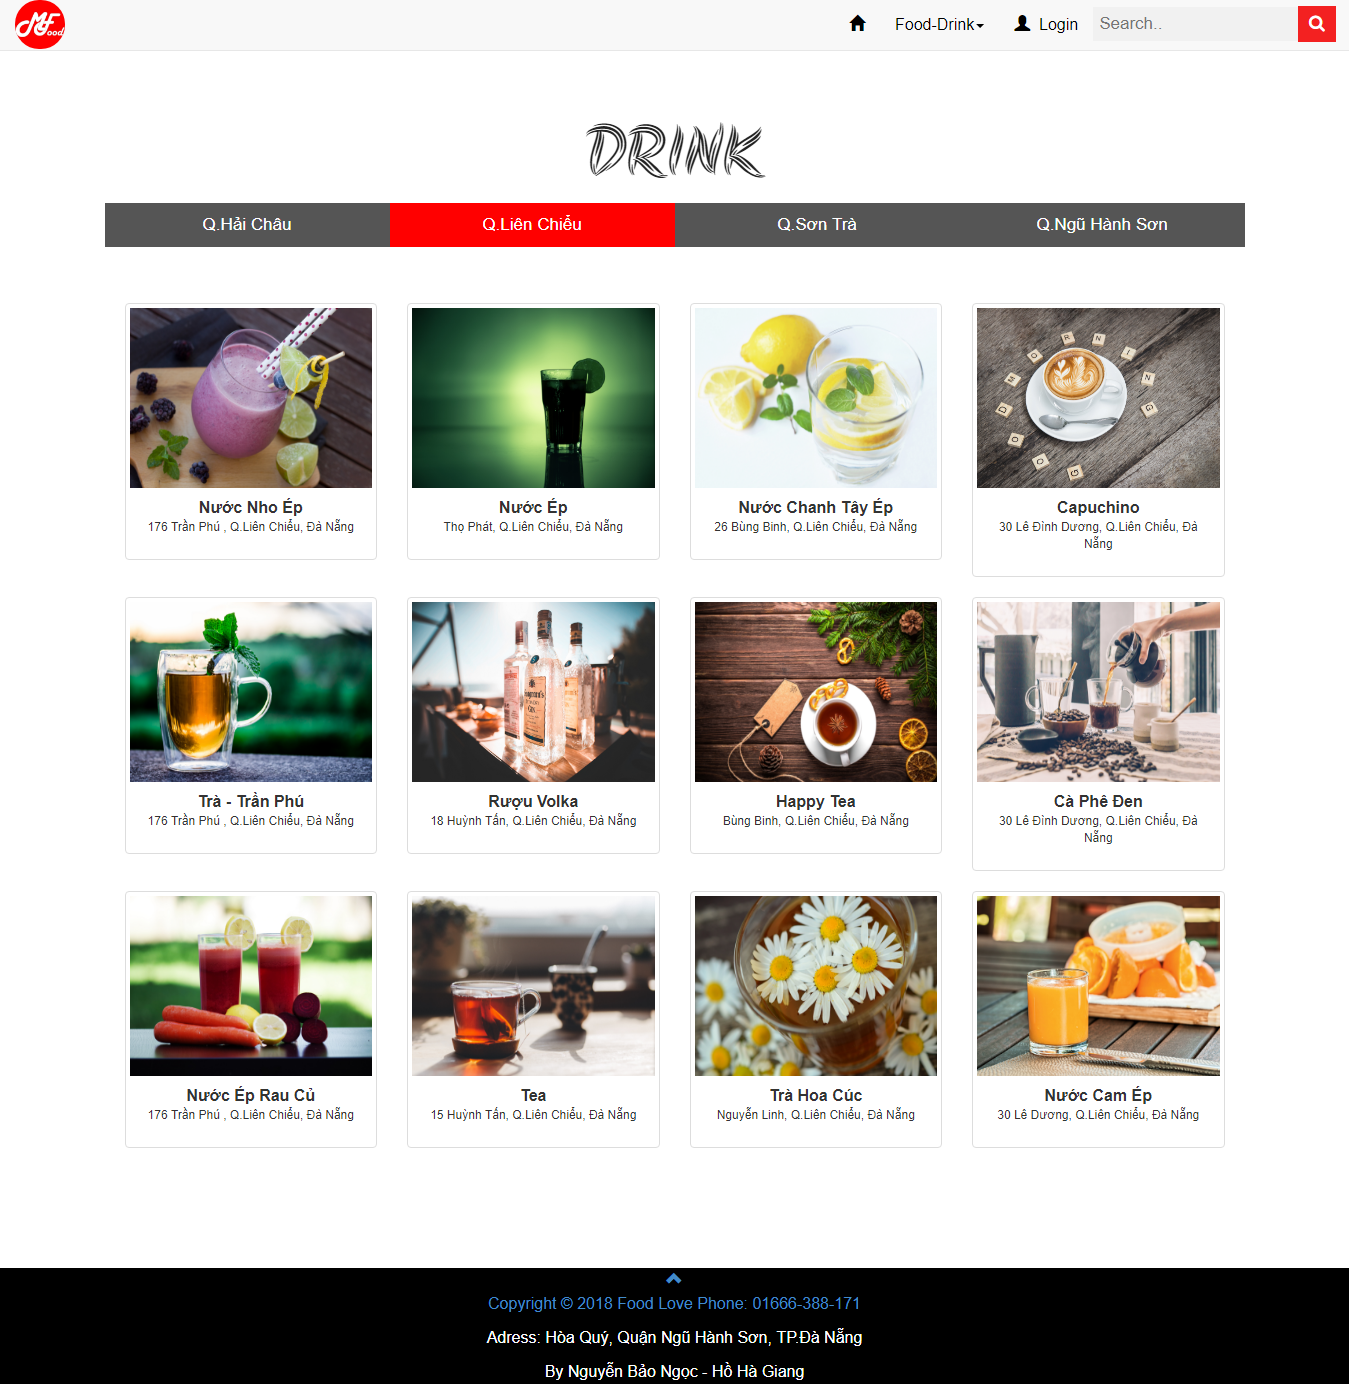 MF
ood
Food-Drink
Login
Search..
DRINK
Q.Hải Châu
Q.Liên Chiểu
Q.Sơn Trà
Q.Ngũ Hành Sơn
Nước Nho Ép
176 Trần Phú , Q.Liên Chiểu, Đà Nẵng
Nước Ép
Thọ Phát, Q.Liên Chiểu, Đà Nẵng
Nước Chanh Tây Ép
26 Bùng Binh, Q.Liên Chiểu, Đà Nẵng
GOOD MORNING
Capuchino
30 Lê Đình Dương, Q.Liên Chiểu, Đà
Nẵng
Trà - Trần Phú
176 Trần Phú , Q.Liên Chiểu, Đà Nẵng
GIN
Rượu Volka
18 Huỳnh Tấn, Q.Liên Chiểu, Đà Nẵng
Happy Tea
Bùng Binh, Q.Liên Chiểu, Đà Nẵng
Cà Phê Đen
30 Lê Đình Dương, Q.Liên Chiểu, Đà
Nẵng
Nước Ép Rau Củ
176 Trần Phú , Q.Liên Chiểu, Đà Nẵng
Tea
15 Huỳnh Tấn, Q.Liên Chiểu, Đà Nẵng
Trà Hoa Cúc
Nguyễn Linh, Q.Liên Chiểu, Đà Nẵng
Nước Cam Ép
30 Lê Dương, Q.Liên Chiểu, Đà Nẵng
Copyright © 2018 Food Love Phone: 01666-388-171
Adress: Hòa Quý, Quận Ngũ Hành Sơn, TP.Đà Nẵng
By Nguyễn Bảo Ngọc - Hồ Hà Giang